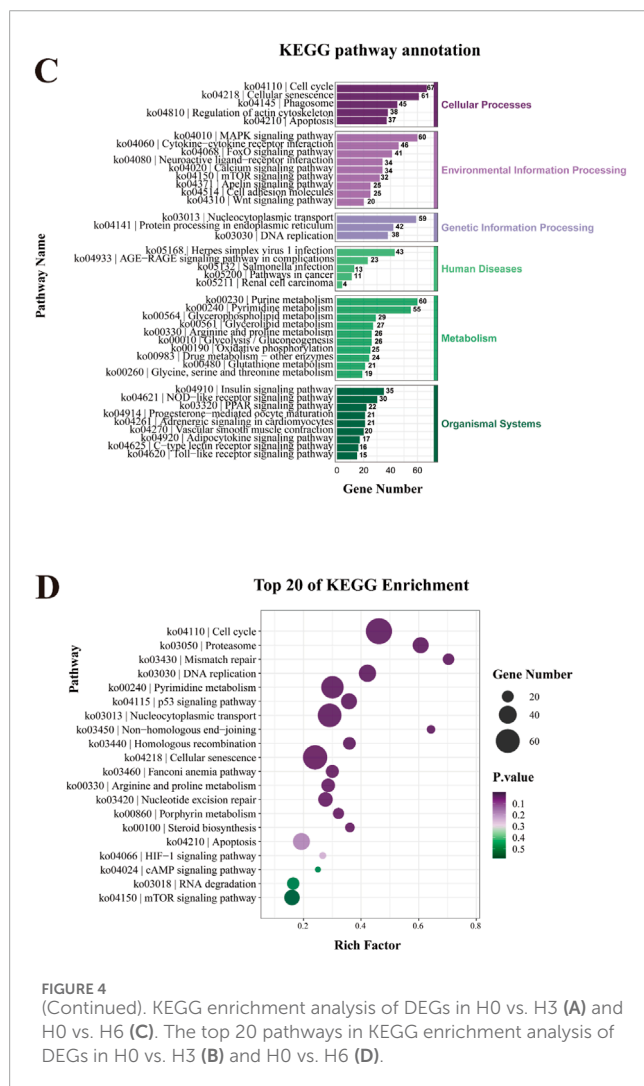 C
KEGG pathway annotation
ko04110 | Cell cycle 67
ko04218 | Cellular senescence 61
ko04145 | Phagosome 45
ko04810 | Regulation of actin cytoskeleton 38
ko04210 | Apoptosis 37
Cellular Processes
ko04010 | MAPK signaling pathway 60
ko04060 | Cytokine−cytokine receptor interaction 46
ko04068 | FoxO signaling pathway 41
ko04080 | Neuroactive ligand−receptor interaction 34
ko04020 | Calcium signaling pathway 34
ko04150 | mTOR signaling pathway 32
ko04371 | Apelin signaling pathway 25
ko04514 | Cell adhesion molecules 25
ko04310 | Wnt signaling pathway 20
Environmental Information Processing
ko03013 | Nucleocytoplasmic transport 59
ko04141 | Protein processing in endoplasmic reticulum 42
ko03030 | DNA replication 38
Genetic Information Processing
ko05168 | Herpes simplex virus 1 infection 43
ko04933 | AGE−RAGE signaling pathway in complications 23
ko05132 | Salmonella infection 13
ko05200 | Pathways in cancer 11
ko05211 | Renal cell carcinoma 4
Human Diseases
ko00230 | Purine metabolism 60
ko00240 | Pyrimidine metabolism 55
ko00564 | Glycerophospholipid metabolism 29
ko00561 | Glycerolipid metabolism 27
ko00330 | Arginine and proline metabolism 26
ko00010 | Glycolysis / Gluconeogenesis 26
ko00190 | Oxidative phosphorylation 25
ko00983 | Drug metabolism − other enzymes 24
ko00480 | Glutathione metabolism 21
ko00260 | Glycine, serine and threonine metabolism 19
Metabolism
ko04910 | Insulin signaling pathway 35
ko04621 | NOD−like receptor signaling pathway 30
ko03320 | PPAR signaling pathway 22
ko04914 | Progesterone−mediated oocyte maturation 21
ko04261 | Adrenergic signaling in cardiomyocytes 21
ko04270 | Vascular smooth muscle contraction 20
ko04920 | Adipocytokine signaling pathway 17
ko04625 | C−type lectin receptor signaling pathway 16
ko04620 | Toll−like receptor signaling pathway 15
Organismal Systems
Pathway Name
0 20 40 60
Gene Number
D
Top 20 of KEGG Enrichment
Pathway
ko04110 | Cell cycle
ko03050 | Proteasome
ko03430 | Mismatch repair
ko03030 | DNA replication
ko00240 | Pyrimidine metabolism
ko04115 | p53 signaling pathway
ko03013 | Nucleocytoplasmic transport
ko03450 | Non−homologous end−joining
ko03440 | Homologous recombination
ko04218 | Cellular senescence
ko03460 | Fanconi anemia pathway
ko00330 | Arginine and proline metabolism
ko03420 | Nucleotide excision repair
ko00860 | Porphyrin metabolism
ko00100 | Steroid biosynthesis
ko04210 | Apoptosis
ko04066 | HIF−1 signaling pathway
ko04024 | cAMP signaling pathway
ko03018 | RNA degradation
ko04150 | mTOR signaling pathway
0.2 0.4 0.6 0.8
Rich Factor
Gene Number
20
40
60
P.value
0.1
0.2
0.3
0.4
0.5
FIGURE 4
(Continued). KEGG enrichment analysis of DEGs in H0 vs. H3 (A) and
H0 vs. H6 (C). The top 20 pathways in KEGG enrichment analysis of
DEGs in H0 vs. H3 (B) and H0 vs. H6 (D).